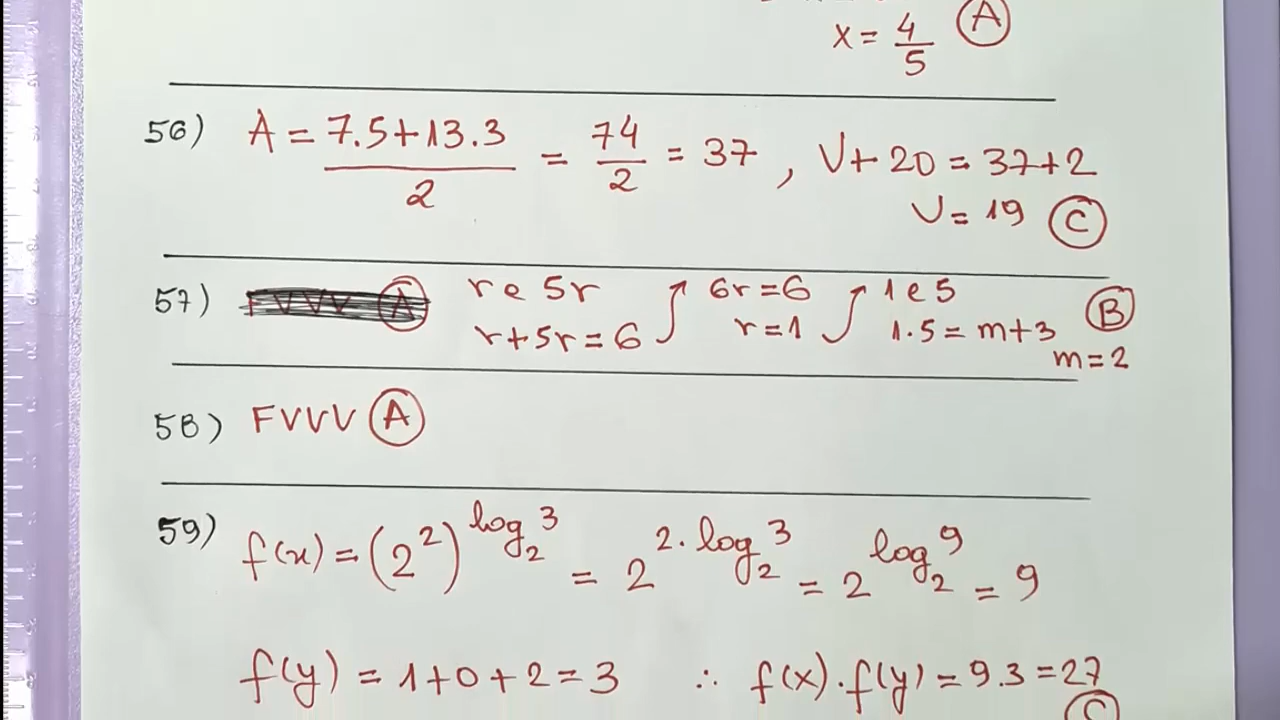 x = 4/5 (A)
56) A = (7.5+13.3)/2 = 74/2 = 37 , V + 20 = 37+2
V = 19 (C)
57) r e 5r 6r = 6 1 e 5 (B)
r+5r = 6 r = 1 1.5 = m+3
m = 2
58) FVVV (A)
59) f(x) = (2²)^log₂3 = 2^2.log₂3 = 2^log₂9 = 9
f(y) = 1+0+2 = 3 ∴ f(x).f(y) = 9.3 = 27
(C)